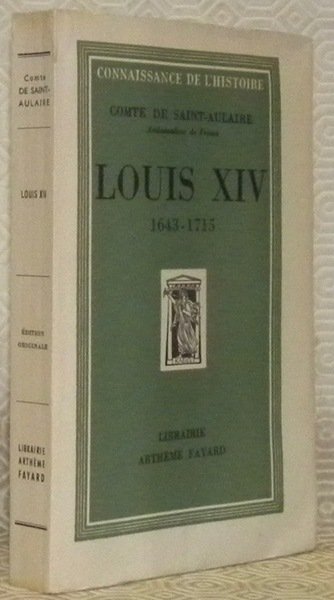 Comte
DE SAINT-
AULAIRE
LOUIS XIV
ÉDITION
ORIGINALE
LIBRAIRIE
ARTHÈME
FAYARD
CONNAISSANCE DE L'HISTOIRE
COMTE DE SAINT-AULAIRE
Ambassadeur de France
LOUIS XIV
1643-1715
LIBRAIRIE
ARTHÈME FAYARD